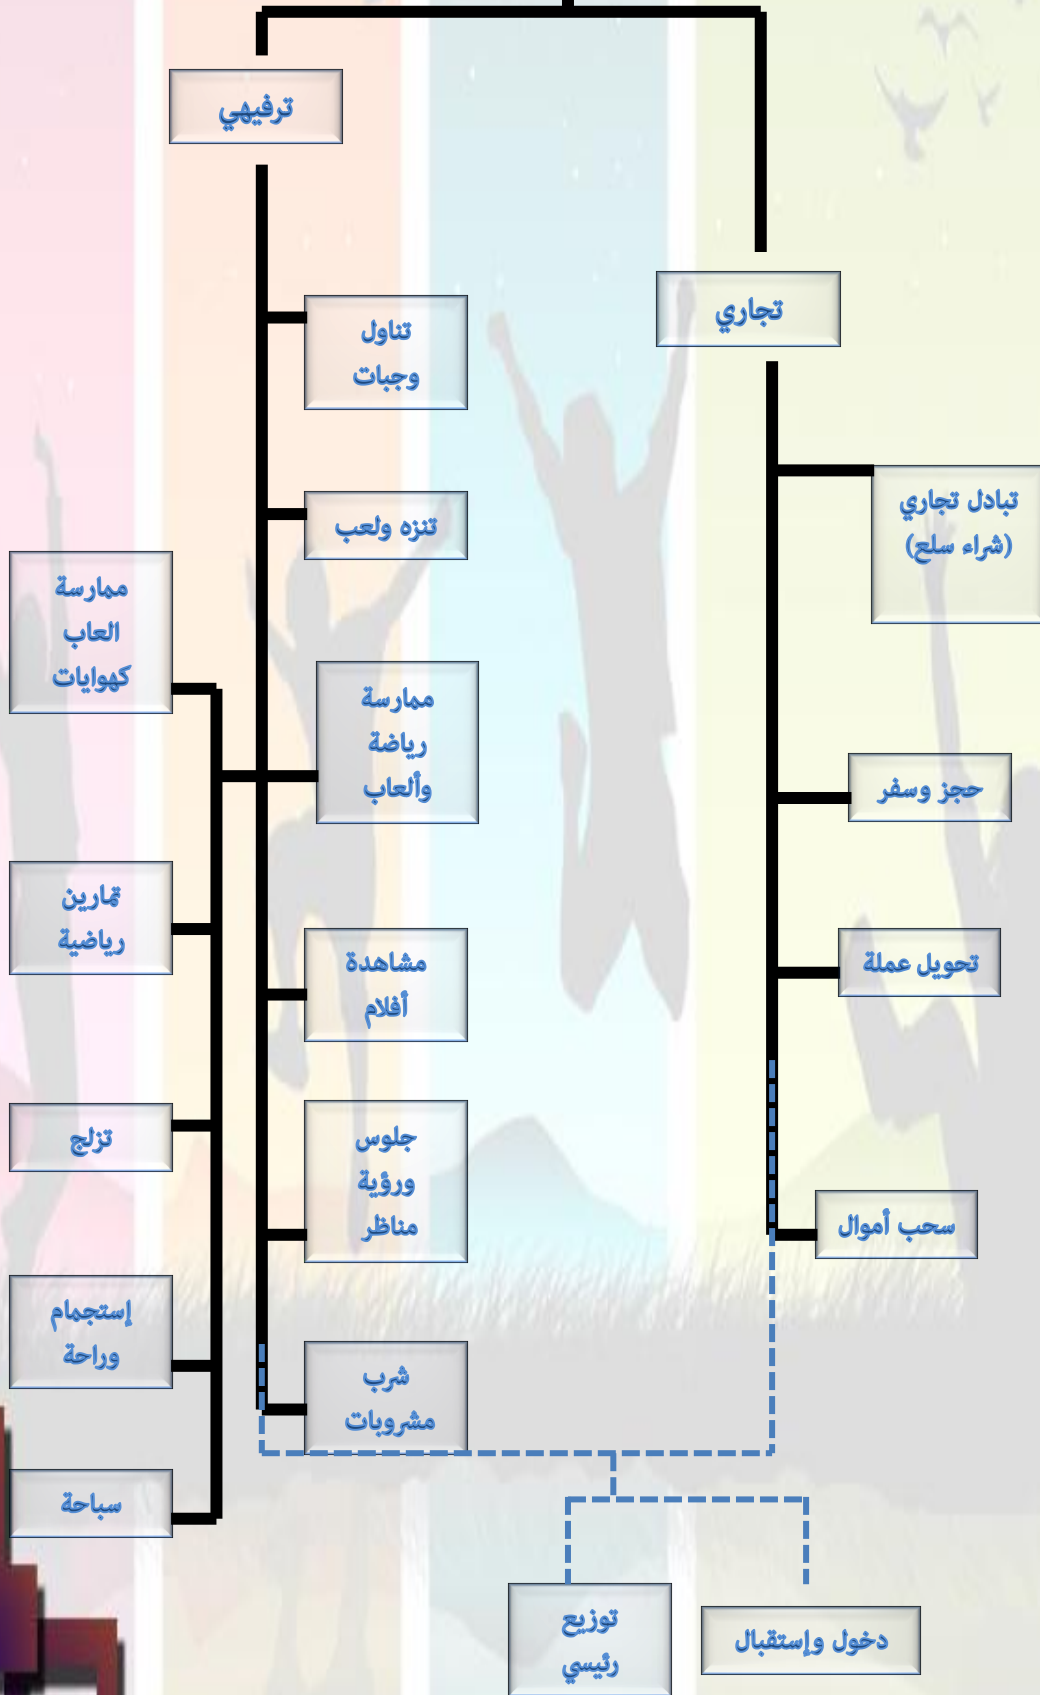 ترفيهي
تجاري
تناول
وجبات
تبادل تجاري
(شراء سلع)
تنزه ولعب
ممارسة
العاب
كهوايات
ممارسة
رياضة
وألعاب
حجز وسفر
تمارين
رياضية
مشاهدة
أفلام
تحويل عملة
تزلج
جلوس
ورؤية
مناظر
سحب أموال
إستجمام
وراحة
شرب
مشروبات
سباحة
توزيع
رئيسي
دخول وإستقبال